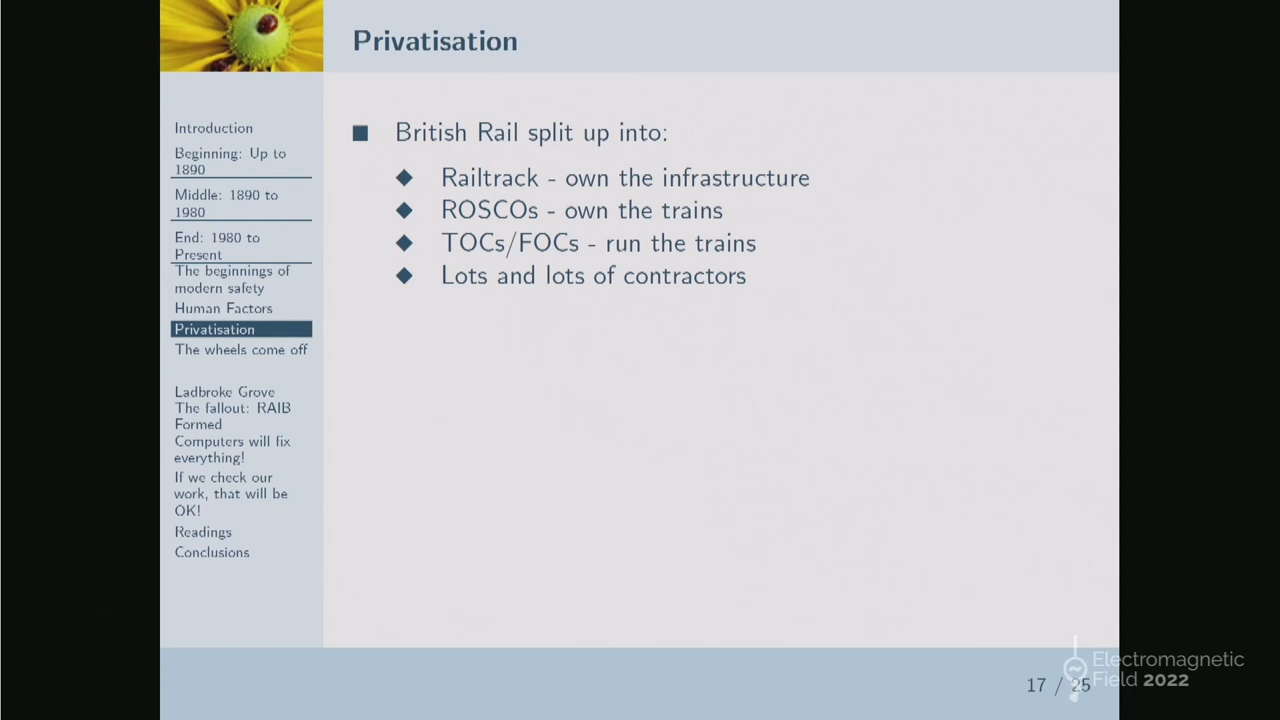 Privatisation
Introduction
Beginning: Up to
1890
Middle: 1890 to
1980
End: 1980 to
Present
The beginnings of
modern safety
Human Factors
Privatisation
The wheels come off
Ladbroke Grove
The fallout: RAIB
Formed
Computers will fix
everything!
If we check our
work, that will be
OK!
Readings
Conclusions
British Rail split up into:
Railtrack - own the infrastructure
ROSCOs - own the trains
TOCs/FOCs - run the trains
Lots and lots of contractors
17 / 25
Electromagnetic
Field 2022